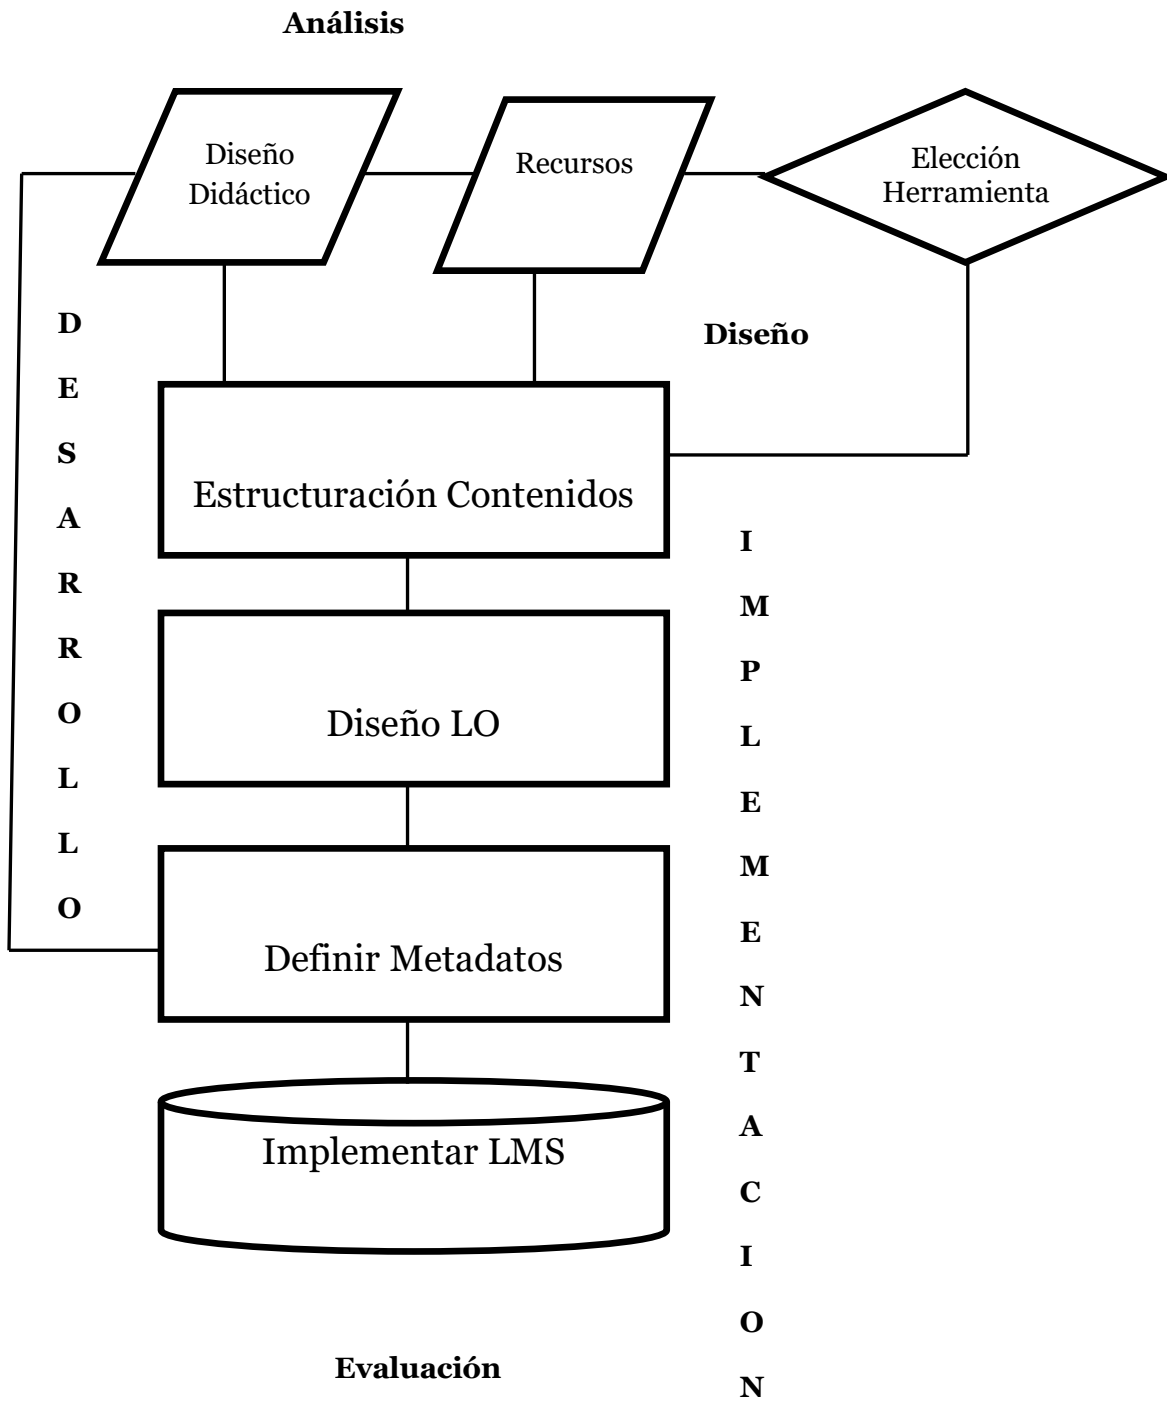 Análisis
Diseño
Didáctico
Recursos
Elección
Herramienta
Diseño
D
E
S
A
R
R
O
L
L
O
Estructuración Contenidos
Diseño LO
Definir Metadatos
Implementar LMS
I
M
P
L
E
M
E
N
T
A
C
I
O
N
Evaluación